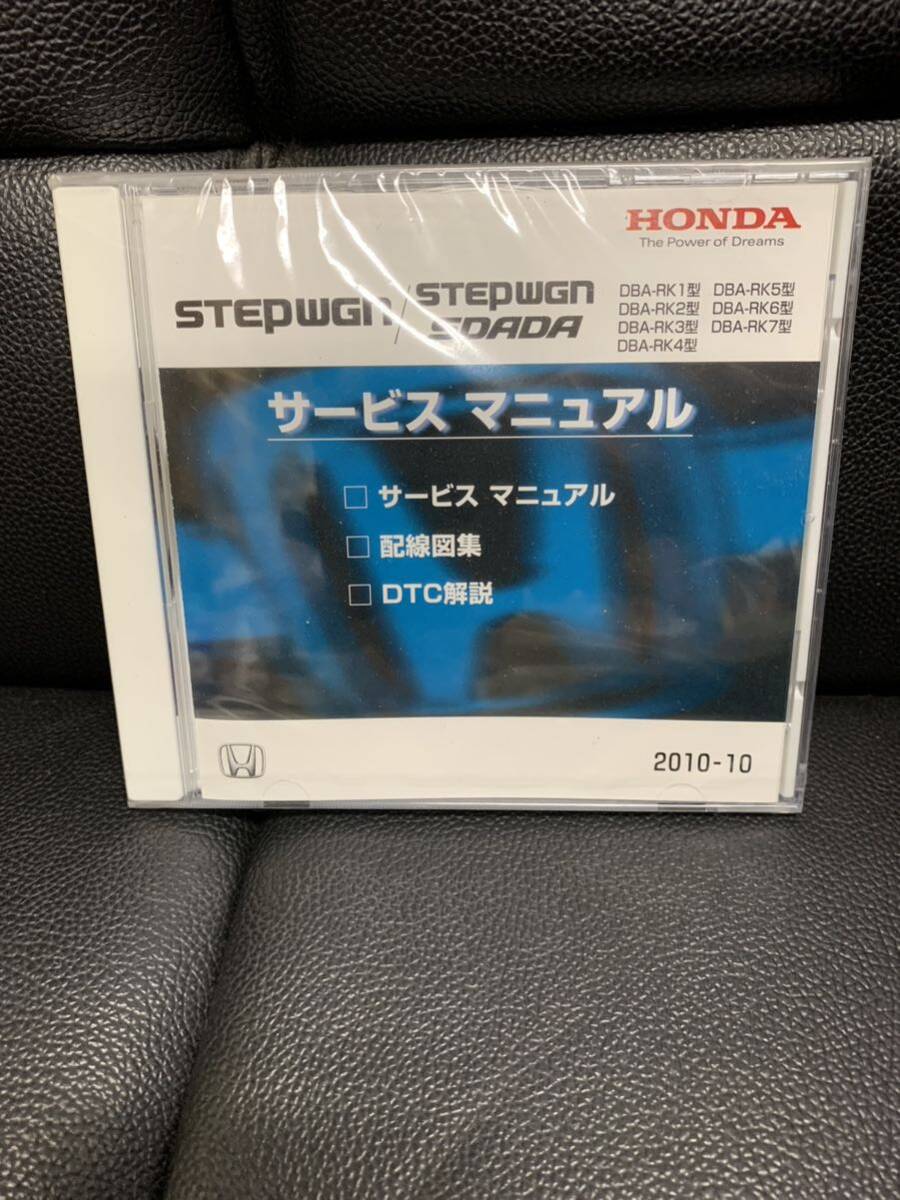 HONDA
The Power of Dreams
STEPWGN / STEPWGN SPADA
DBA-RK1型 DBA-RK5型
DBA-RK2型 DBA-RK6型
DBA-RK3型 DBA-RK7型
DBA-RK4型
サービス マニュアル
□ サービス マニュアル
□ 配線図集
□ DTC解説
2010-10